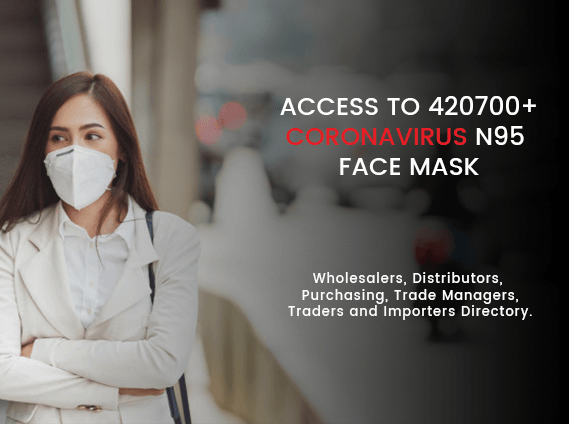 ACCESS TO 420700+
CORONAVIRUS N95
FACE MASK
Wholesalers, Distributors,
Purchasing, Trade Managers,
Traders and Importers Directory.